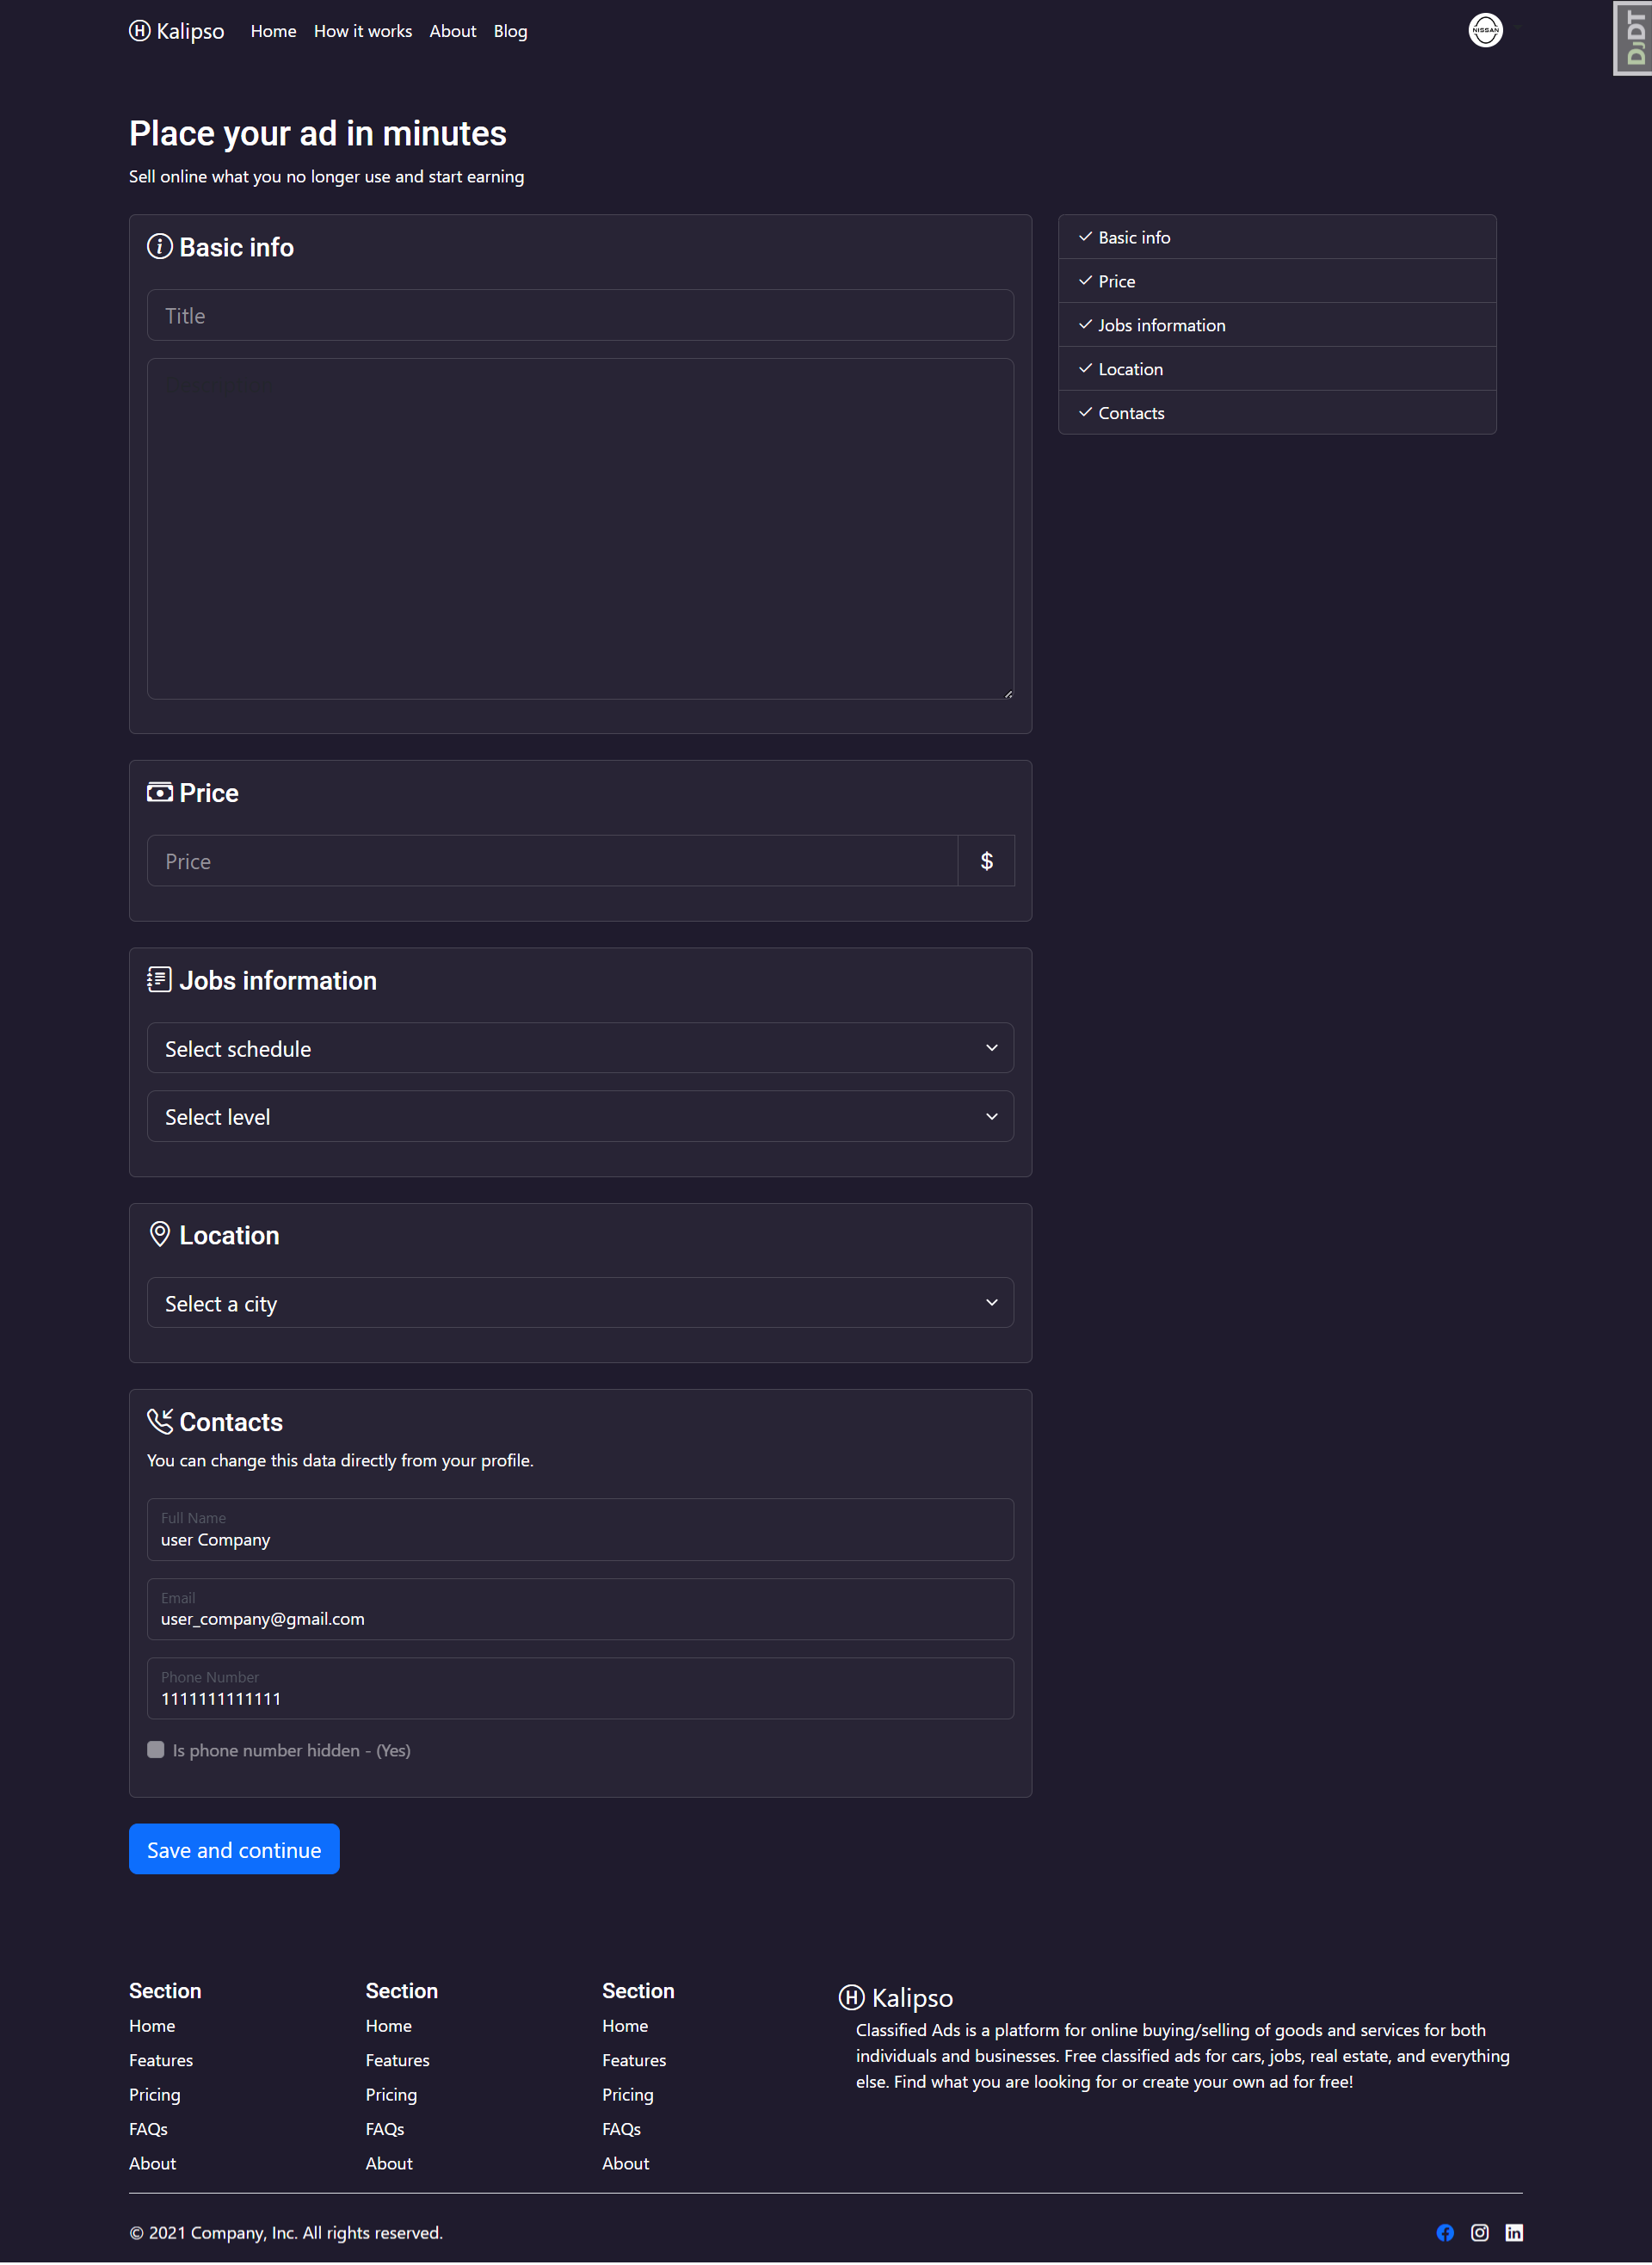 Kalipso Home How it works About Blog
NISSAN
DJDT
Place your ad in minutes
Sell online what you no longer use and start earning
Basic info
Title
Basic info
Price
Jobs information
Location
Contacts
Price
Price $
Jobs information
Select schedule
Select level
Location
Select a city
Contacts
You can change this data directly from your profile.
Full Name
user Company
Email
user_company@gmail.com
Phone Number
1111111111111
Is phone number hidden - (Yes)
Save and continue
Section
Home
Features
Pricing
FAQs
About
Section
Home
Features
Pricing
FAQs
About
Section
Home
Features
Pricing
FAQs
About
Kalipso
Classified Ads is a platform for online buying/selling of goods and services for both
individuals and businesses. Free classified ads for cars, jobs, real estate, and everything
else. Find what you are looking for or create your own ad for free!
© 2021 Company, Inc. All rights reserved.